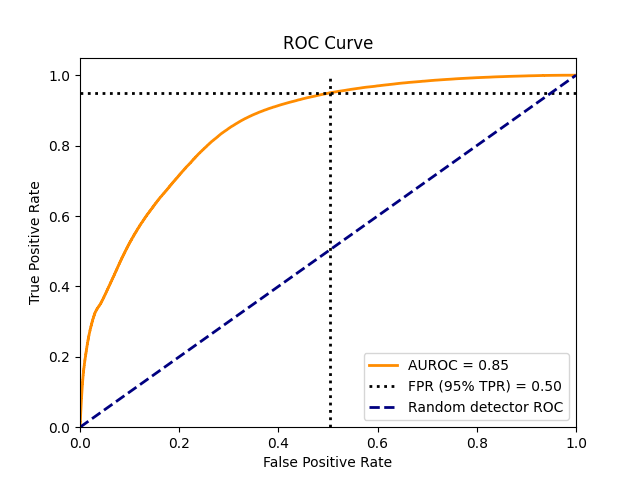 ROC Curve
True Positive Rate
1.0
0.8
0.6
0.4
0.2
0.0
AUROC = 0.85
FPR (95% TPR) = 0.50
Random detector ROC
0.0 0.2 0.4 0.6 0.8 1.0
False Positive Rate